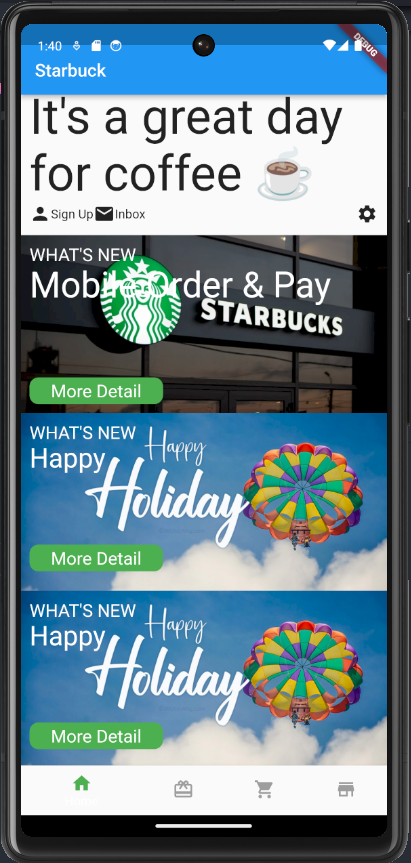 1:40
DEBUG
Starbuck
It's a great day
for coffee ☕
Sign Up Inbox
WHAT'S NEW
Mobile Order & Pay
STARBUCKS
More Detail
WHAT'S NEW
Happy
Happy
Holiday
More Detail
WHAT'S NEW
Happy
Happy
Holiday
More Detail